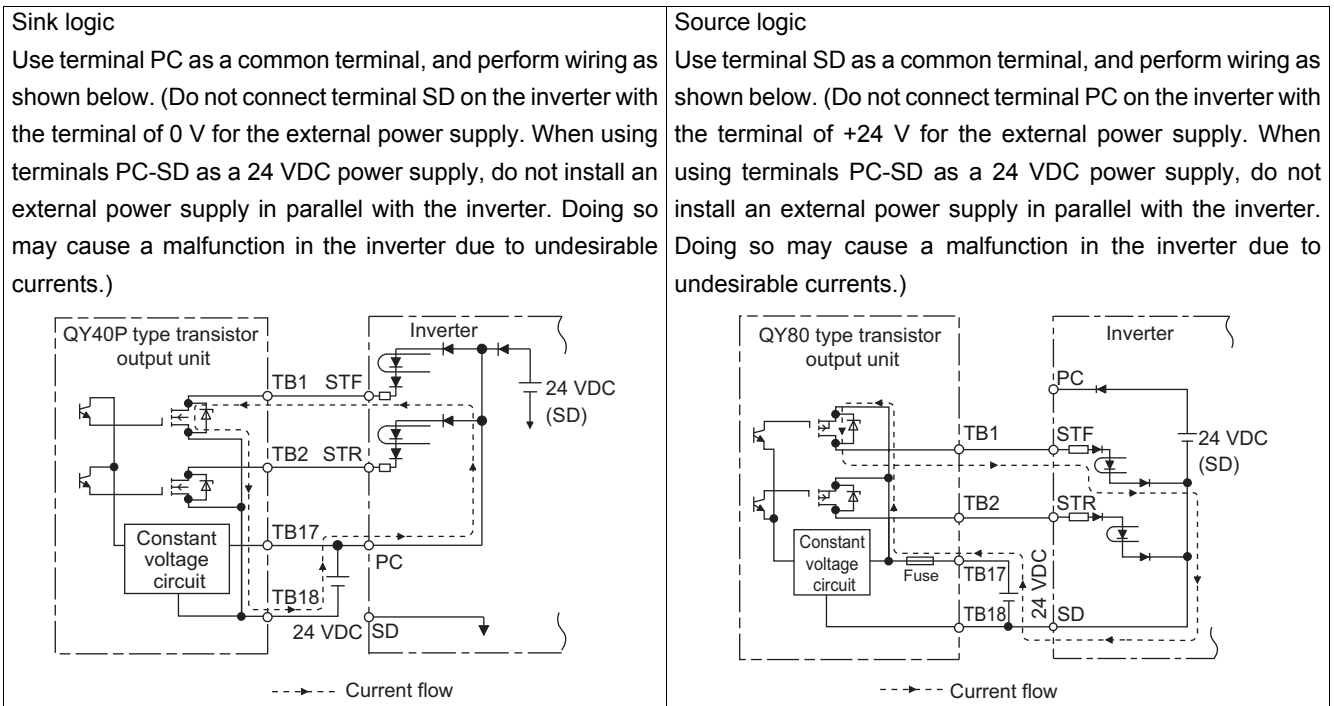 Sink logic
Use terminal PC as a common terminal, and perform wiring as
shown below. (Do not connect terminal SD on the inverter with
the terminal of 0 V for the external power supply. When using
terminals PC-SD as a 24 VDC power supply, do not install an
external power supply in parallel with the inverter. Doing so
may cause a malfunction in the inverter due to undesirable
currents.)
QY40P type transistor
output unit
Inverter
TB1 STF
24 VDC
(SD)
TB2 STR
TB17
Constant
voltage
circuit
PC
TB18
24 VDC
SD
Current flow
Source logic
Use terminal SD as a common terminal, and perform wiring as
shown below. (Do not connect terminal PC on the inverter with
the terminal of +24 V for the external power supply. When
using terminals PC-SD as a 24 VDC power supply, do not
install an external power supply in parallel with the inverter.
Doing so may cause a malfunction in the inverter due to
undesirable currents.)
QY80 type transistor
output unit
Inverter
PC
TB1
STF
24 VDC
(SD)
TB2
STR
Constant
voltage
circuit
Fuse
TB17
24 VDC
TB18
SD
Current flow